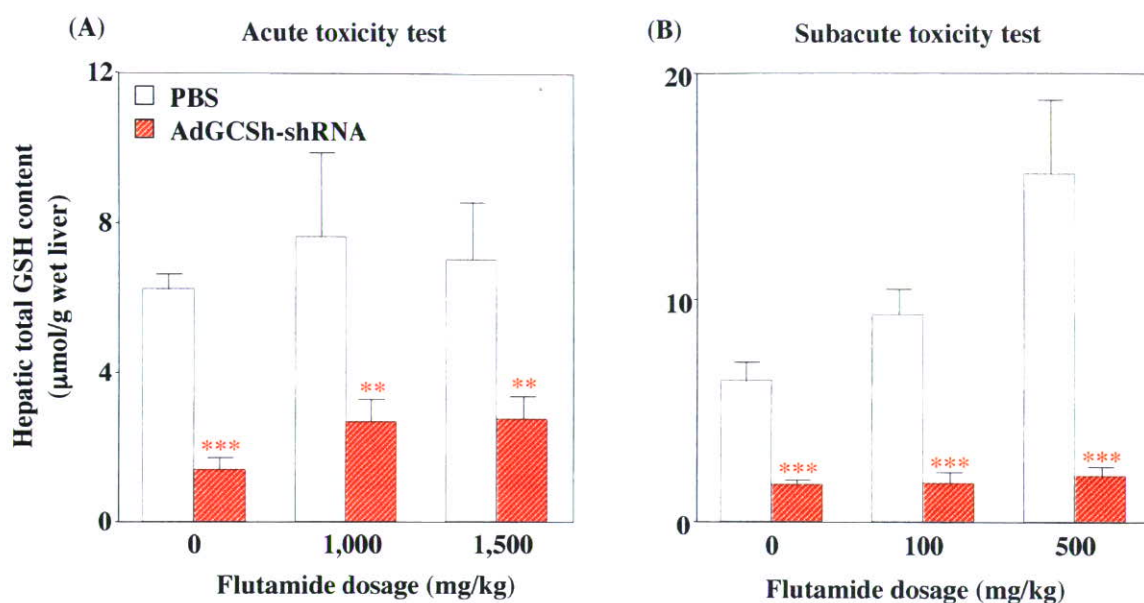 (A) Acute toxicity test
12
8
4
0
PBS
AdGCSh-shRNA
Hepatic total GSH content
(μmol/g wet liver)
***
**
**
0 1,000 1,500
Flutamide dosage (mg/kg)
(B) Subacute toxicity test
20
10
0
***
***
***
0 100 500
Flutamide dosage (mg/kg)